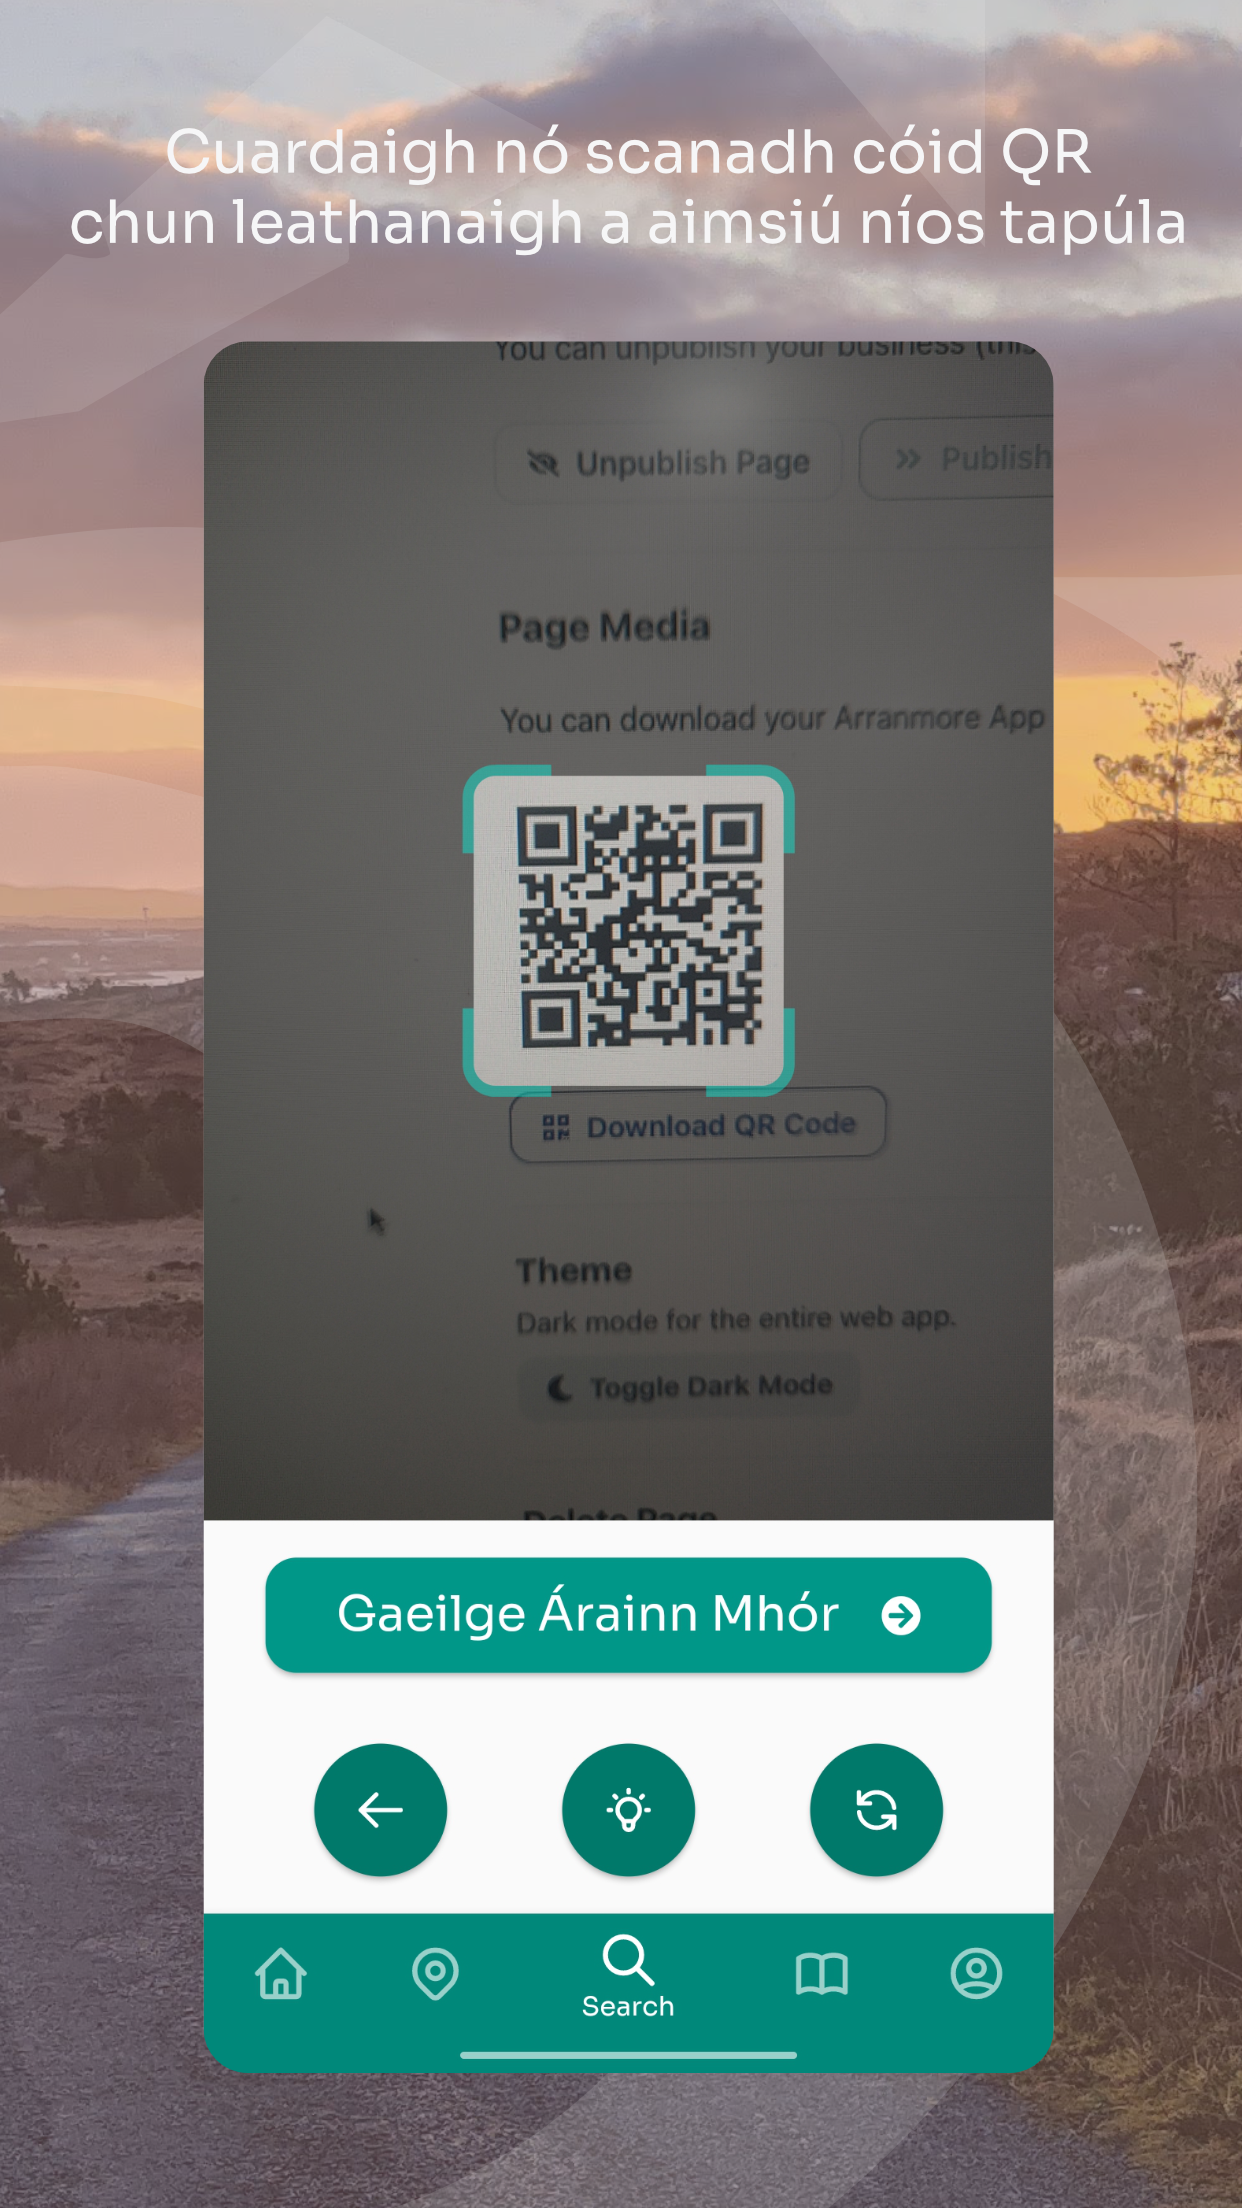 Cuardaigh nó scanadh cóid QR
chun leathanaigh a aimsiú níos tapúla
You can unpublish your business (this
Unpublish Page
Publish
Page Media
You can download your Arranmore App
Download QR Code
Theme
Dark mode for the entire web app.
Toggle Dark Mode
Delete Page
Gaeilge Árainn Mhór
Search